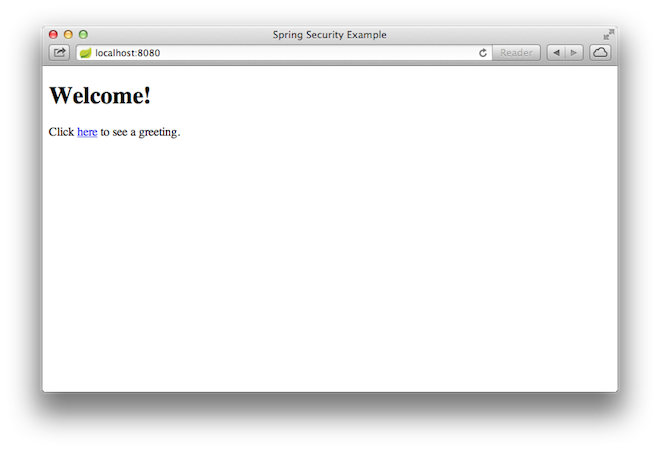 Spring Security Example
localhost:8080
Reader
Welcome!
Click here to see a greeting.